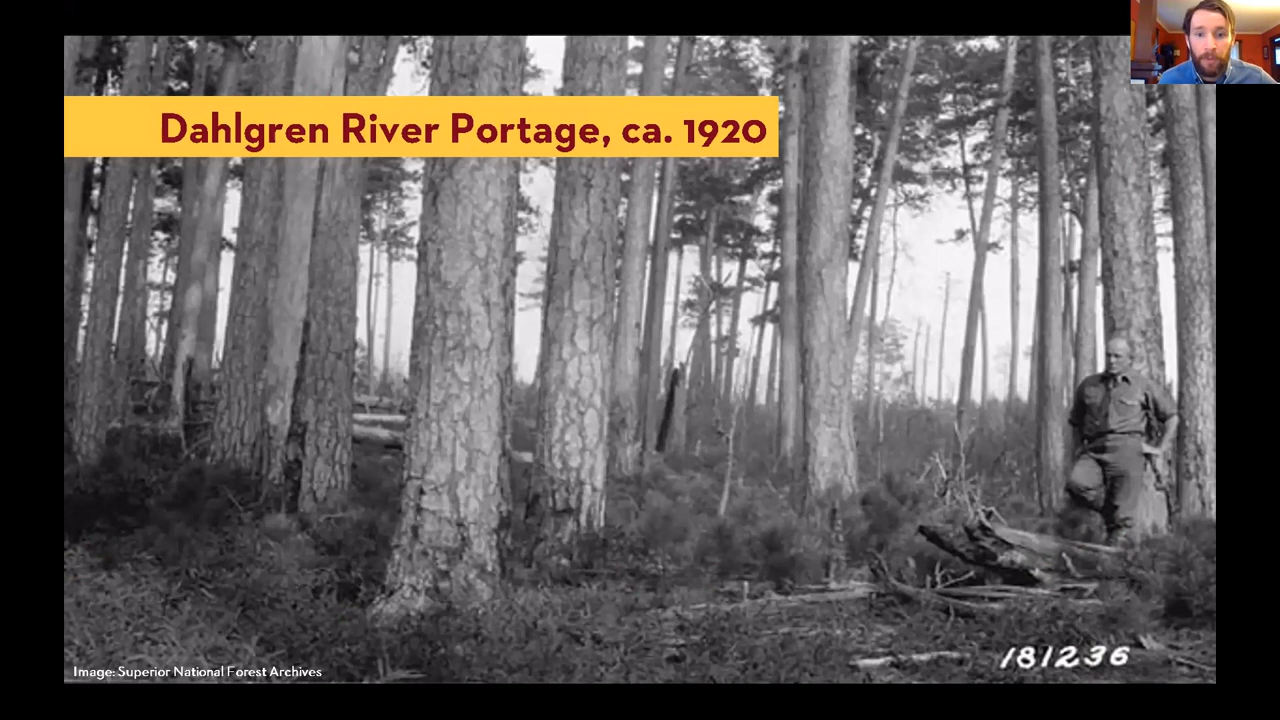 Dahlgren River Portage, ca. 1920
Image: Superior National Forest Archives
181236